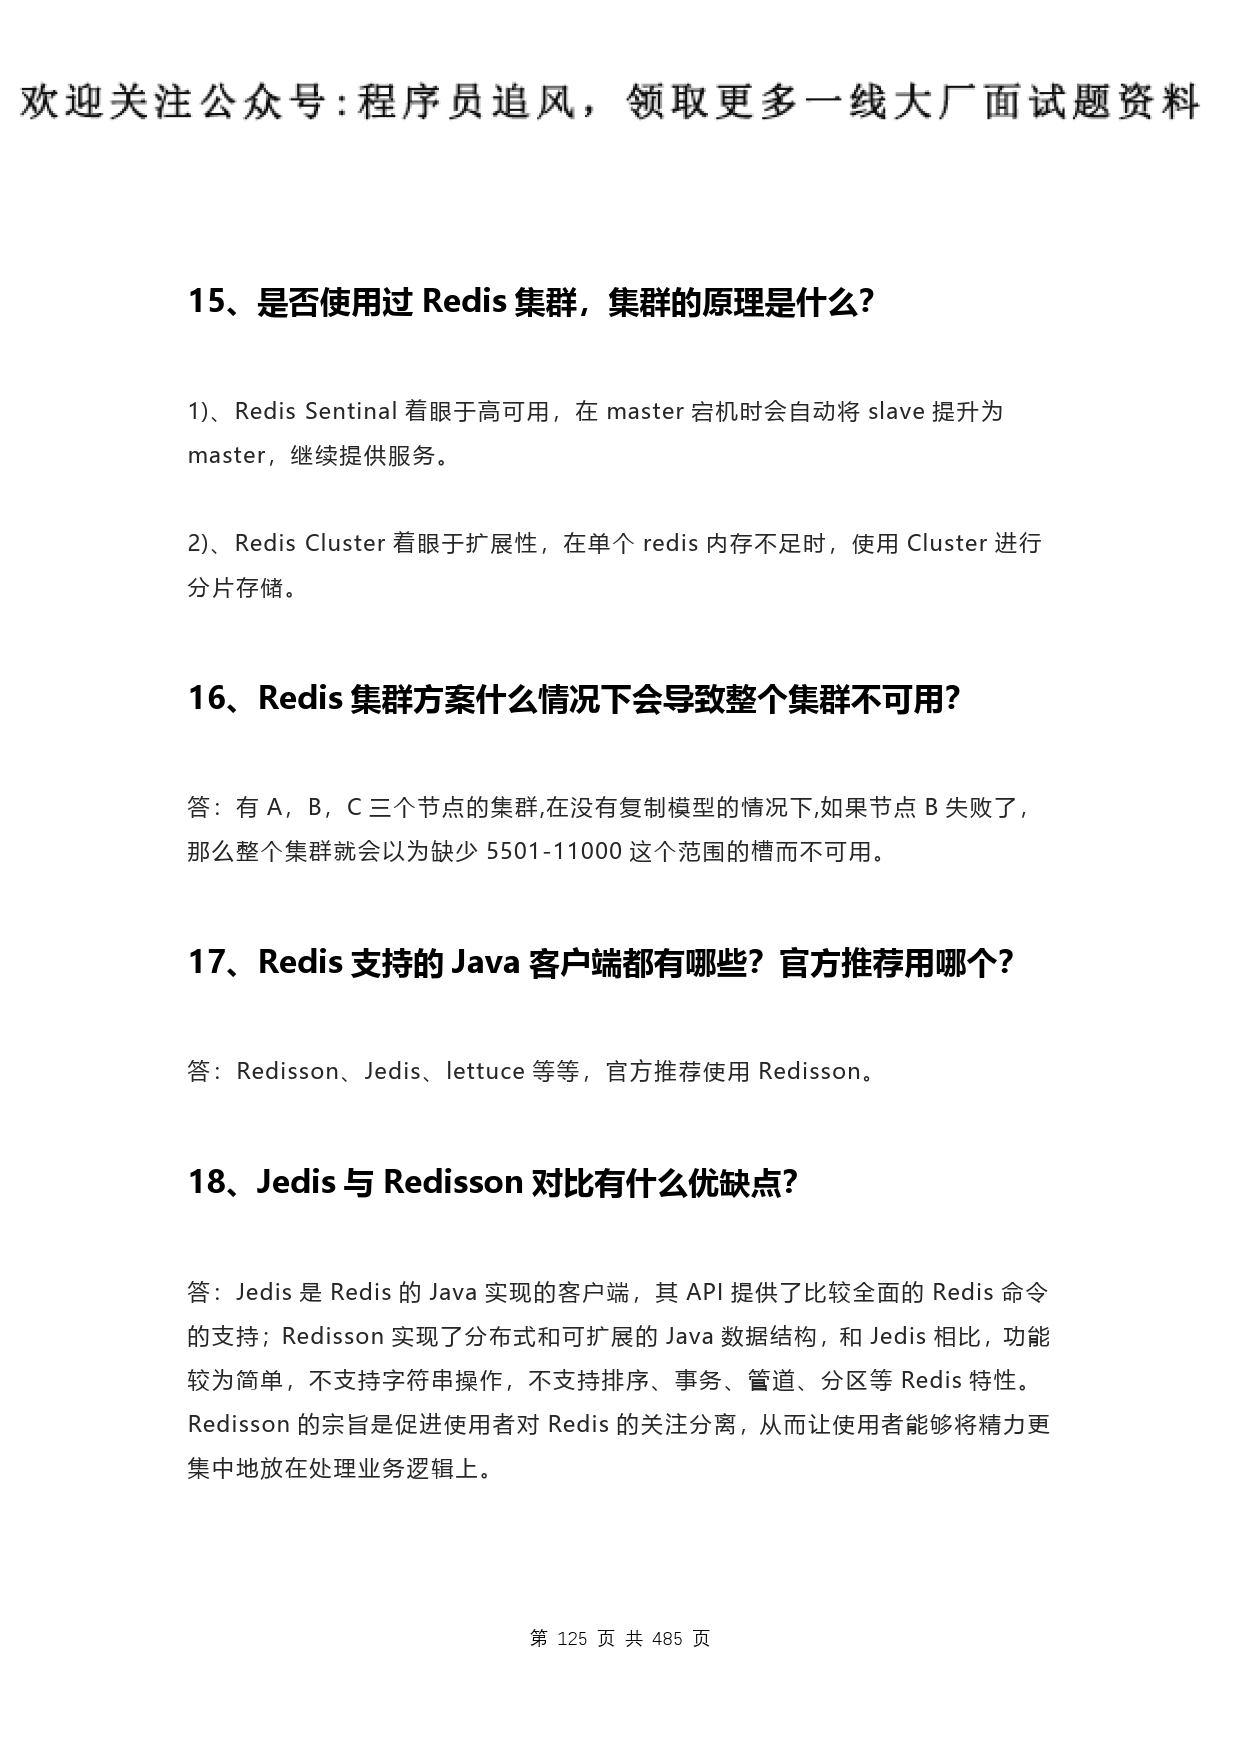 欢迎关注公众号:程序员追风，领取更多一线大厂面试题资料
15、是否使用过 Redis 集群，集群的原理是什么？
1)、Redis Sentinal 着眼于高可用，在 master 宕机时会自动将 slave 提升为
master，继续提供服务。
2)、Redis Cluster 着眼于扩展性，在单个 redis 内存不足时，使用 Cluster 进行
分片存储。
16、Redis 集群方案什么情况下会导致整个集群不可用？
答：有 A，B，C 三个节点的集群,在没有复制模型的情况下,如果节点 B 失败了，
那么整个集群就会以为缺少 5501-11000 这个范围的槽而不可用。
17、Redis 支持的 Java 客户端都有哪些？官方推荐用哪个？
答：Redisson、Jedis、lettuce 等等，官方推荐使用 Redisson。
18、Jedis 与 Redisson 对比有什么优缺点？
答：Jedis 是 Redis 的 Java 实现的客户端，其 API 提供了比较全面的 Redis 命令
的支持；Redisson 实现了分布式和可扩展的 Java 数据结构，和 Jedis 相比，功能
较为简单，不支持字符串操作，不支持排序、事务、管道、分区等 Redis 特性。
Redisson 的宗旨是促进使用者对 Redis 的关注分离，从而让使用者能够将精力更
集中地放在处理业务逻辑上。
第 125 页 共 485 页